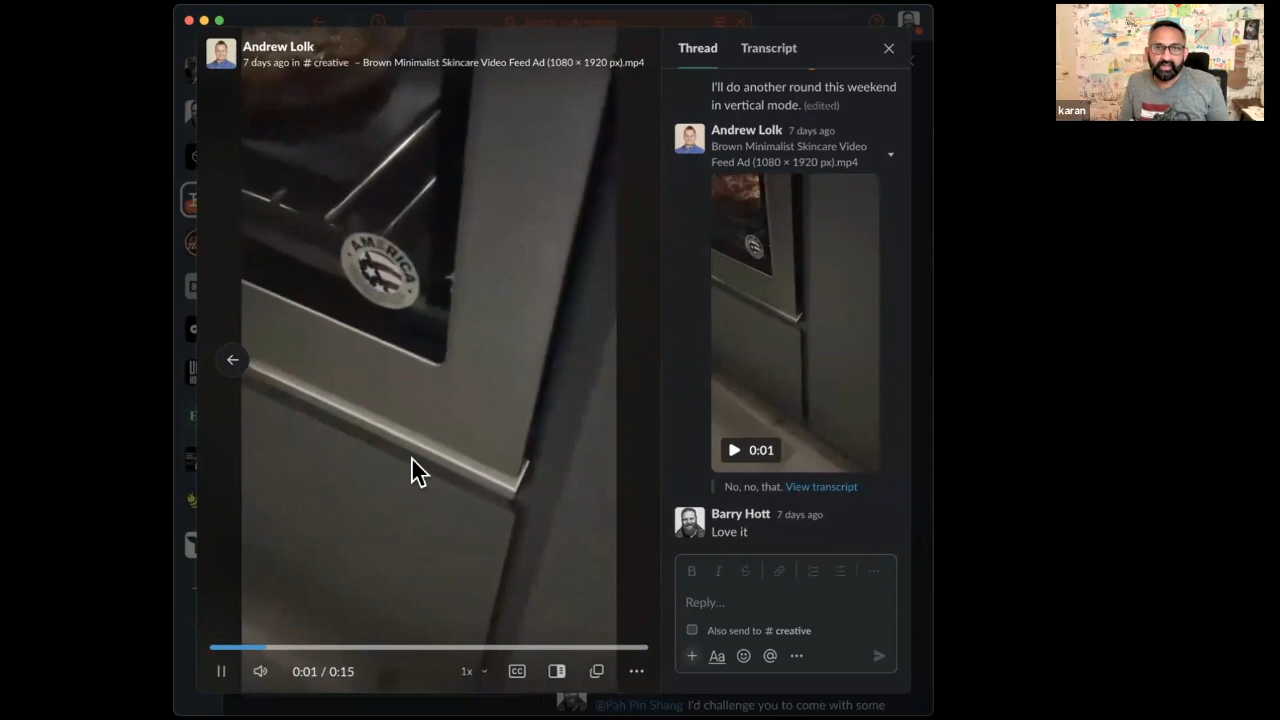 Andrew Lolk
7 days ago in # creative – Brown Minimalist Skincare Video Feed Ad (1080 × 1920 px).mp4
AMERICA
0:01 / 0:15
1x
CC
Thread
Transcript
I'll do another round this weekend
in vertical mode. (edited)
Andrew Lolk 7 days ago
Brown Minimalist Skincare Video
Feed Ad (1080 × 1920 px).mp4
0:01
No, no, that. View transcript
Barry Hott 7 days ago
Love it
B I S
Reply...
Also send to # creative
Aa
@Pah Pin Shang I'd challenge you to come with some
karan